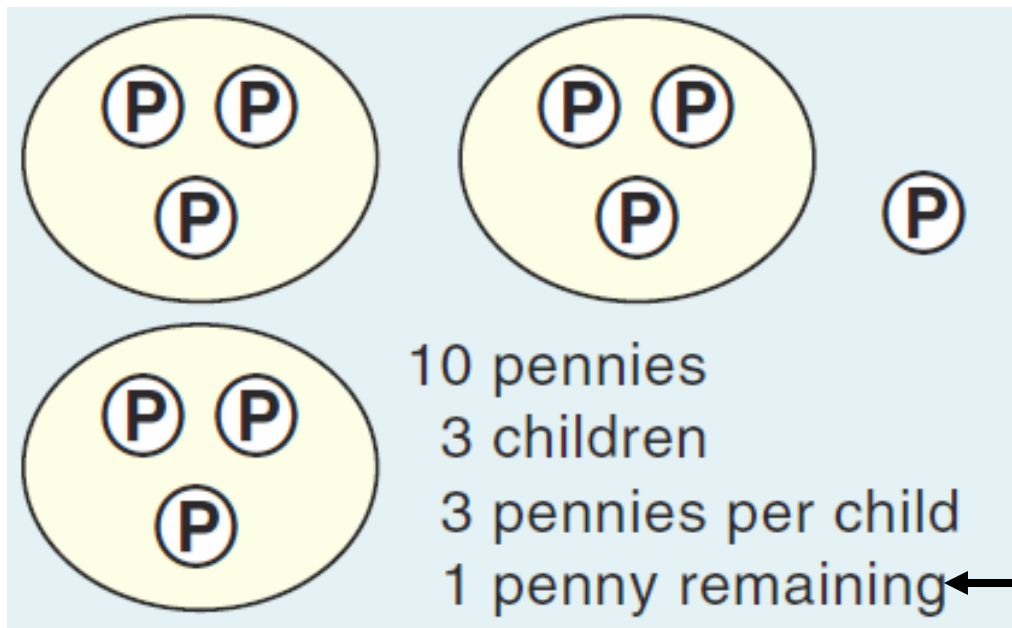 P P
P
P P
P
P
P P
P
10 pennies
3 children
3 pennies per child
1 penny remaining